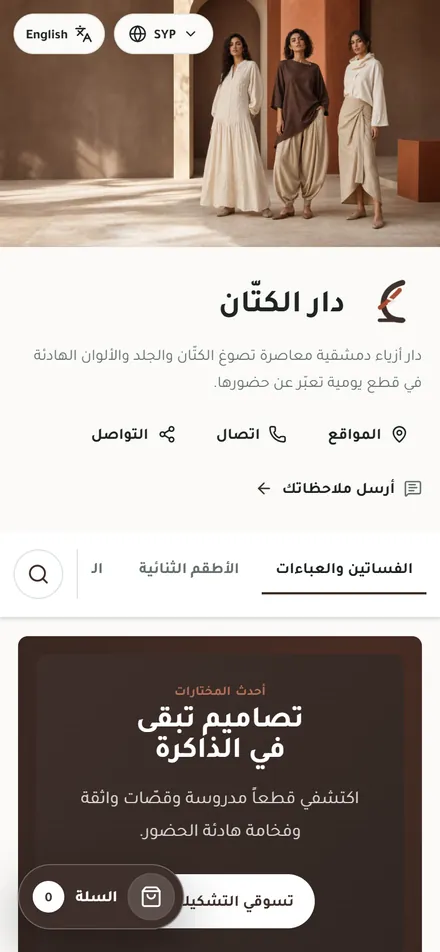 English
SYP
دار الكتّان
دار أزياء دمشقية معاصرة تصوغ الكتّان والجلد والألوان الهادئة
في قطع يومية تعبّر عن حضورها.
المواقع
اتصال
التواصل
أرسل ملاحظاتك
الفساتين والعباءات
الأطقم الثنائية
أحدث المختارات
تصاميم تبقى
في الذاكرة
اكتشفي قطعاً مدروسة وقصّات واثقة
وفخامة هادئة الحضور.
تسوقي
السلة
0